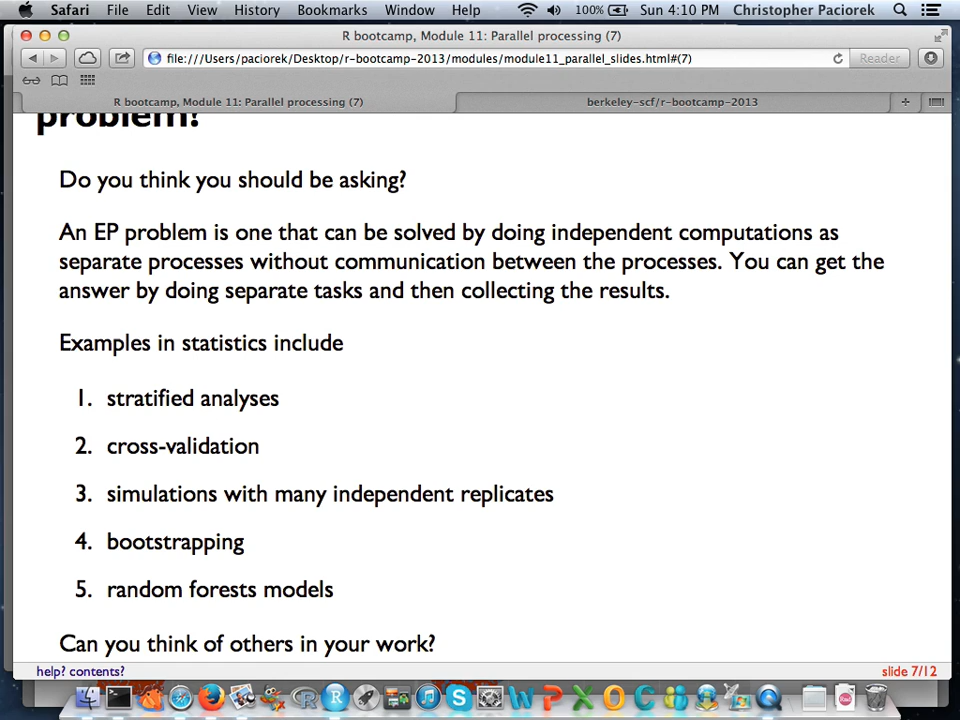 Safari File Edit View History Bookmarks Window Help 100% Sun 4:10 PM Christopher Paciorek
R bootcamp, Module 11: Parallel processing (7)
file:///Users/paciorek/Desktop/r-bootcamp-2013/modules/module11_parallel_slides.html#(7) Reader
R bootcamp, Module 11: Parallel processing (7) berkeley-scf/r-bootcamp-2013
problem?
Do you think you should be asking?
An EP problem is one that can be solved by doing independent computations as
separate processes without communication between the processes. You can get the
answer by doing separate tasks and then collecting the results.
Examples in statistics include
1. stratified analyses
2. cross-validation
3. simulations with many independent replicates
4. bootstrapping
5. random forests models
Can you think of others in your work?
help? contents? slide 7/12